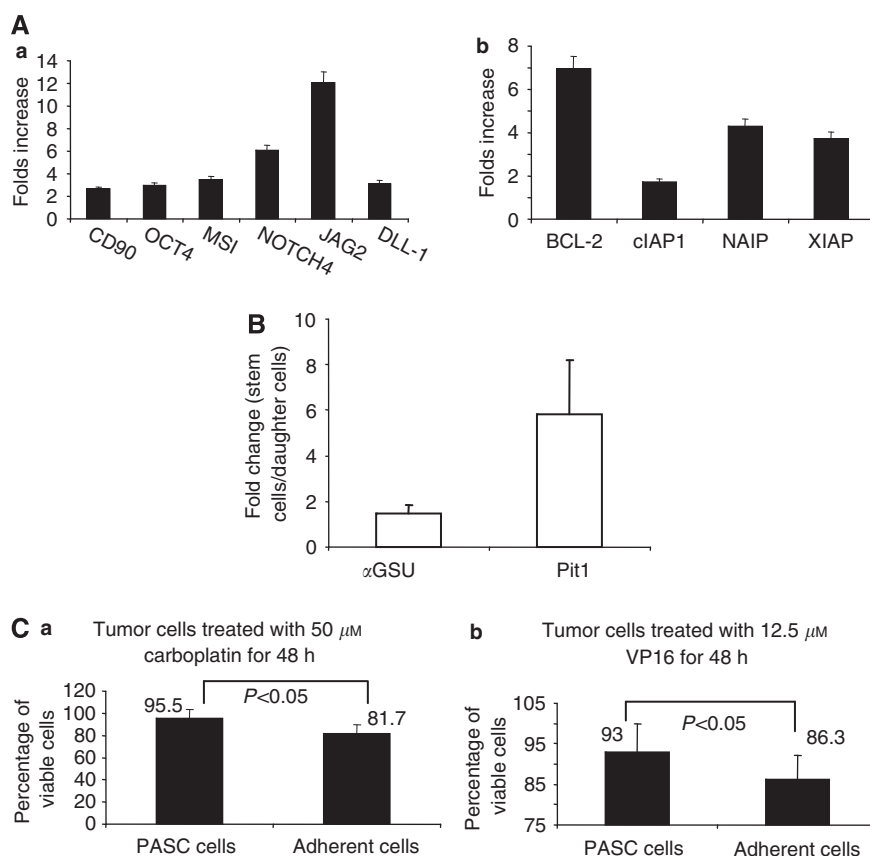 A
a
Folds increase
14
12
10
8
6
4
2
0
CD90 OCT4 MSI NOTCH4 JAG2 DLL-1
b
Folds increase
8
6
4
2
0
BCL-2 cIAP1 NAIP XIAP
B
Fold change (stem
cells/daughter cells)
10
8
6
4
2
0
αGSU Pit1
C a
Tumor cells treated with 50 μM
carboplatin for 48 h
Percentage of
viable cells
120
100
80
60
40
20
0
95.5
P<0.05
81.7
PASC cells Adherent cells
b
Tumor cells treated with 12.5 μM
VP16 for 48 h
Percentage of
viable cells
105
95
85
75
93
P<0.05
86.3
PASC cells Adherent cells